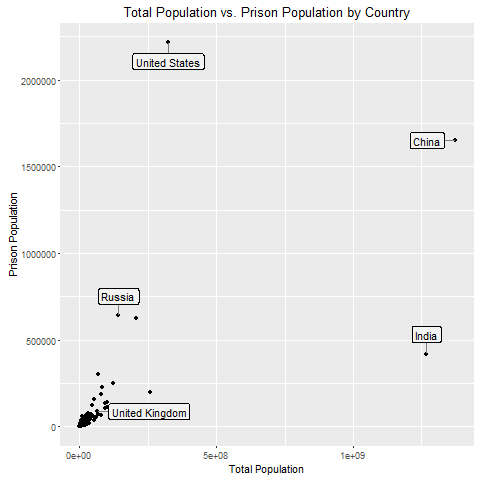 Total Population vs. Prison Population by Country
United States
2000000
China
1500000
Prison Population
1000000
Russia
India
500000
United Kingdom
0
0e+00 5e+08 1e+09
Total Population